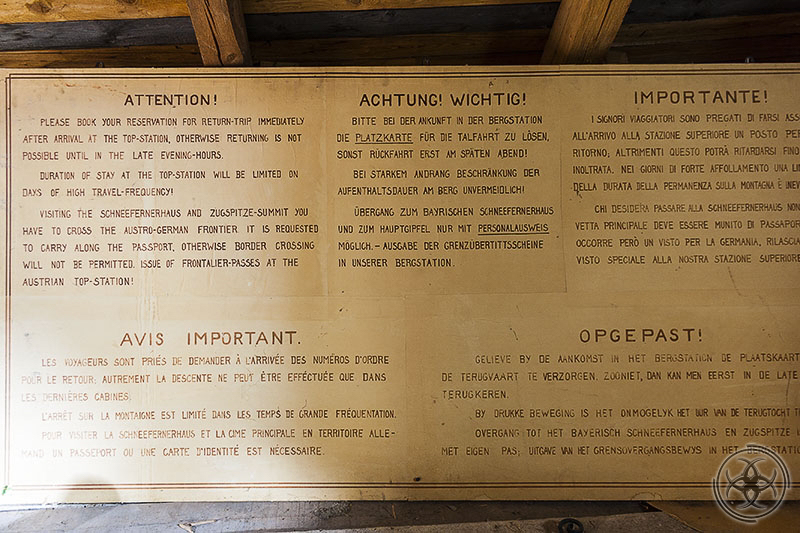 ATTENTION!
PLEASE BOOK YOUR RESERVATION FOR RETURN-TRIP IMMEDIATELY
AFTER ARRIVAL AT THE TOP-STATION, OTHERWISE RETURNING IS NOT
POSSIBLE UNTIL IN THE LATE EVENING-HOURS.
DURATION OF STAY AT THE TOP-STATION WILL BE LIMITED ON
DAYS OF HIGH TRAVEL-FREQUENCY!
VISITING THE SCHNEEFERNERHAUS AND ZUGSPITZE-SUMMIT YOU
HAVE TO CROSS THE AUSTRO-GERMAN FRONTIER IT IS REQUESTED
TO CARRY ALONG THE PASSPORT, OTHERWISE BORDER CROSSING
WILL NOT BE PERMITTED. ISSUE OF FRONTALIER-PASSES AT THE
AUSTRIAN TOP-STATION!
ACHTUNG! WICHTIG!
BITTE BEI DER ANKUNFT IN DER BERGSTATION
DIE PLATZKARTE FÜR DIE TALFAHRT ZU LÖSEN,
SONST RÜCKFAHRT ERST AM SPÄTEN ABEND!
BEI STARKEM ANDRANG BESCHRÄNKUNG DER
AUFENTHALTSDAUER AM BERG UNVERMEIDLICH!
ÜBERGANG ZUM BAYRISCHEN SCHNEEFERNERHAUS
UND ZUM HAUPTGIPFEL NUR MIT PERSONALAUSWEIS
MÖGLICH.- AUSGABE DER GRENZÜBERTITTSSCHEINE
IN UNSERER BERGSTATION.
IMPORTANTE!
I SIGNORI VIAGGIATORI SONO PREGATI DI FARSI ASS
ALL'ARRIVO ALLA STAZIONE SUPERIORE UN POSTO PER
RITORNO; ALTRIMENTI QUESTO POTRÀ RITARDARSI FINO
INOLTRATA. NEI GIORNI DI FORTE AFFOLLAMENTO UNA LI
DELLA DURATA DELLA PERMANENZA SULLA MONTAGNA È INEV
CHI DESIDERA PASSARE ALLA SCHNEEFERNERHAUS NON
VETTA PRINCIPALE DEVE ESSERE MUNITO DI PASSAPOR
OCCORRE PERÒ UN VISTO PER LA GERMANIA, RILASCIA
VISTO SPECIALE ALLA NOSTRA STAZIONE SUPERIORE
AVIS IMPORTANT.
LES VOYAGEURS SONT PRIÉS DE DEMANDER À L'ARRIVÉE DES NUMÉROS D'ORDRE
POUR LE RETOUR; AUTREMENT LA DESCENTE NE PEUT ÊTRE EFFÉCTUÉE QUE DANS
LES DERNIÈRES CABINES.
L'ARRÊT SUR LA MONTAIGNE EST LIMITÉ DANS LES TEMPS DE GRANDE FRÉQUENTATION.
POUR VISITER LA SCHNEEFERNERHAUS ET LA CIME PRINCIPALE EN TERRITOIRE ALLE-
MAND UN PASSEPORT OU UNE CARTE D'IDENTITÉ EST NÉCESSAIRE.
OPGEPAST!
GELIEVE BY DE AANKOMST IN HET BERGSTATION DE PLAATSKAART
DE TERUGVAART TE VERZORGEN. ZOONIET, DAN KAN MEN EERST IN DE LATE
TERUGKEREN.
BY DRUKKE BEWEGING IS HET ONMOGELYK HET UUR VAN DE TERUGTOCHT
OVERGANG TOT HET BAYERISCH SCHNEEFERNERHAUS EN ZUGSPITZE
MET EIGEN PAS; UITGAVE VAN HET GRENSOVERGANGSBEWYS IN HET